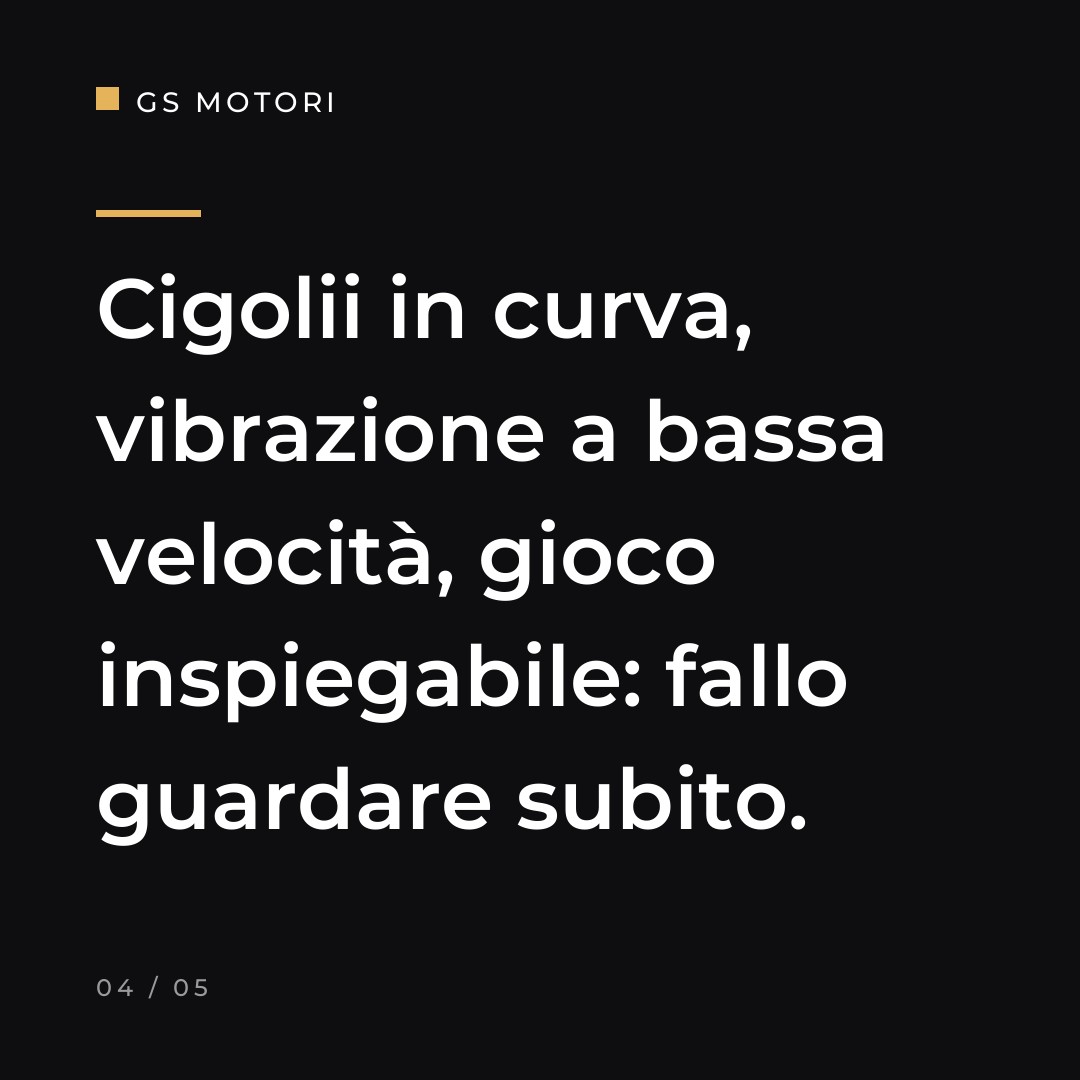 GS MOTORI
Cigolii in curva,
vibrazione a bassa
velocità, gioco
inspiegabile: fallo
guardare subito.
04 / 05